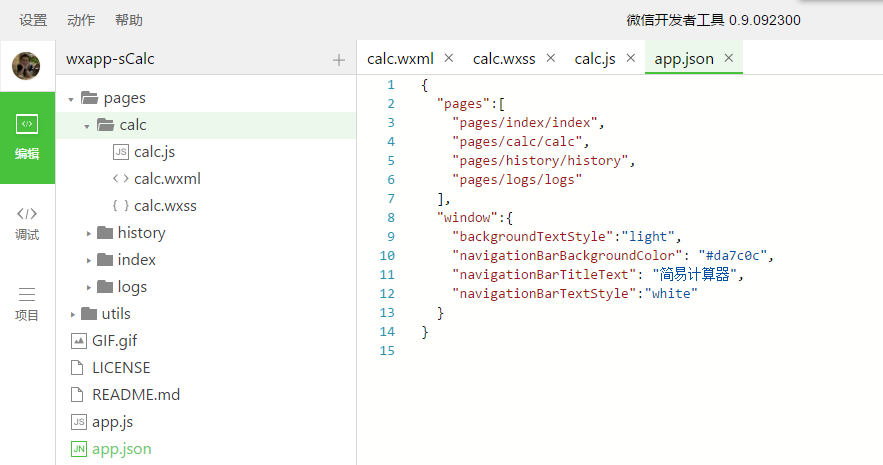 设置 动作 帮助 微信开发者工具 0.9.092300
wxapp-sCalc +
calc.wxml × calc.wxss × calc.js × app.json ×
编辑
调试
项目
pages
calc
JS calc.js
<> calc.wxml
{ } calc.wxss
history
index
logs
utils
GIF.gif
LICENSE
README.md
JS app.js
JN app.json
1 {
2 "pages":[
3 "pages/index/index",
4 "pages/calc/calc",
5 "pages/history/history",
6 "pages/logs/logs"
7 ],
8 "window":{
9 "backgroundTextStyle":"light",
10 "navigationBarBackgroundColor": "#da7c0c",
11 "navigationBarTitleText": "简易计算器",
12 "navigationBarTextStyle":"white"
13 }
14 }
15